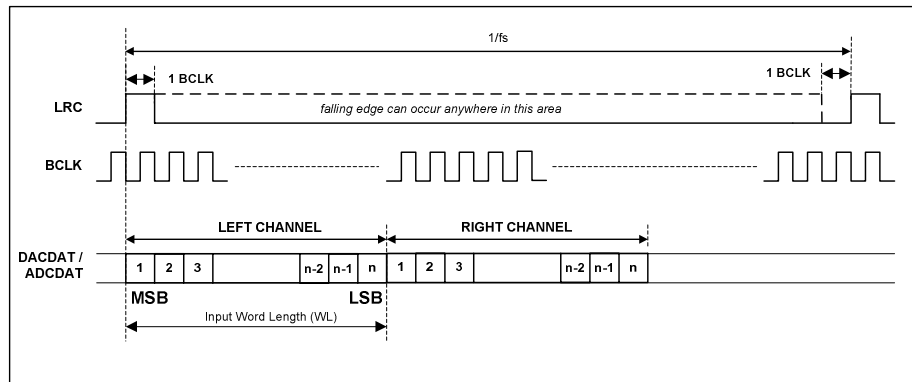 1/fs
1 BCLK
1 BCLK
LRC
falling edge can occur anywhere in this area
BCLK
LEFT CHANNEL
RIGHT CHANNEL
DACDAT /
ADCDAT
1 2 3 n-2 n-1 n 1 2 3 n-2 n-1 n
MSB LSB
Input Word Length (WL)